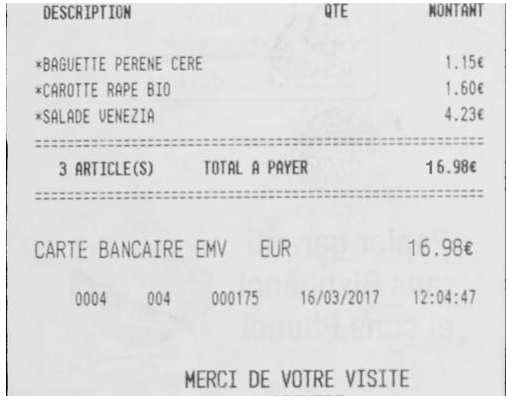 DESCRIPTION QTE MONTANT
*BAGUETTE PERENE CERE 1.15€
*CAROTTE RAPE BIO 1.60€
*SALADE VENEZIA 4.23€
3 ARTICLE(S) TOTAL A PAYER 16.98€
CARTE BANCAIRE EMV EUR 16.98€
0004 004 000175 16/03/2017 12:04:47
MERCI DE VOTRE VISITE